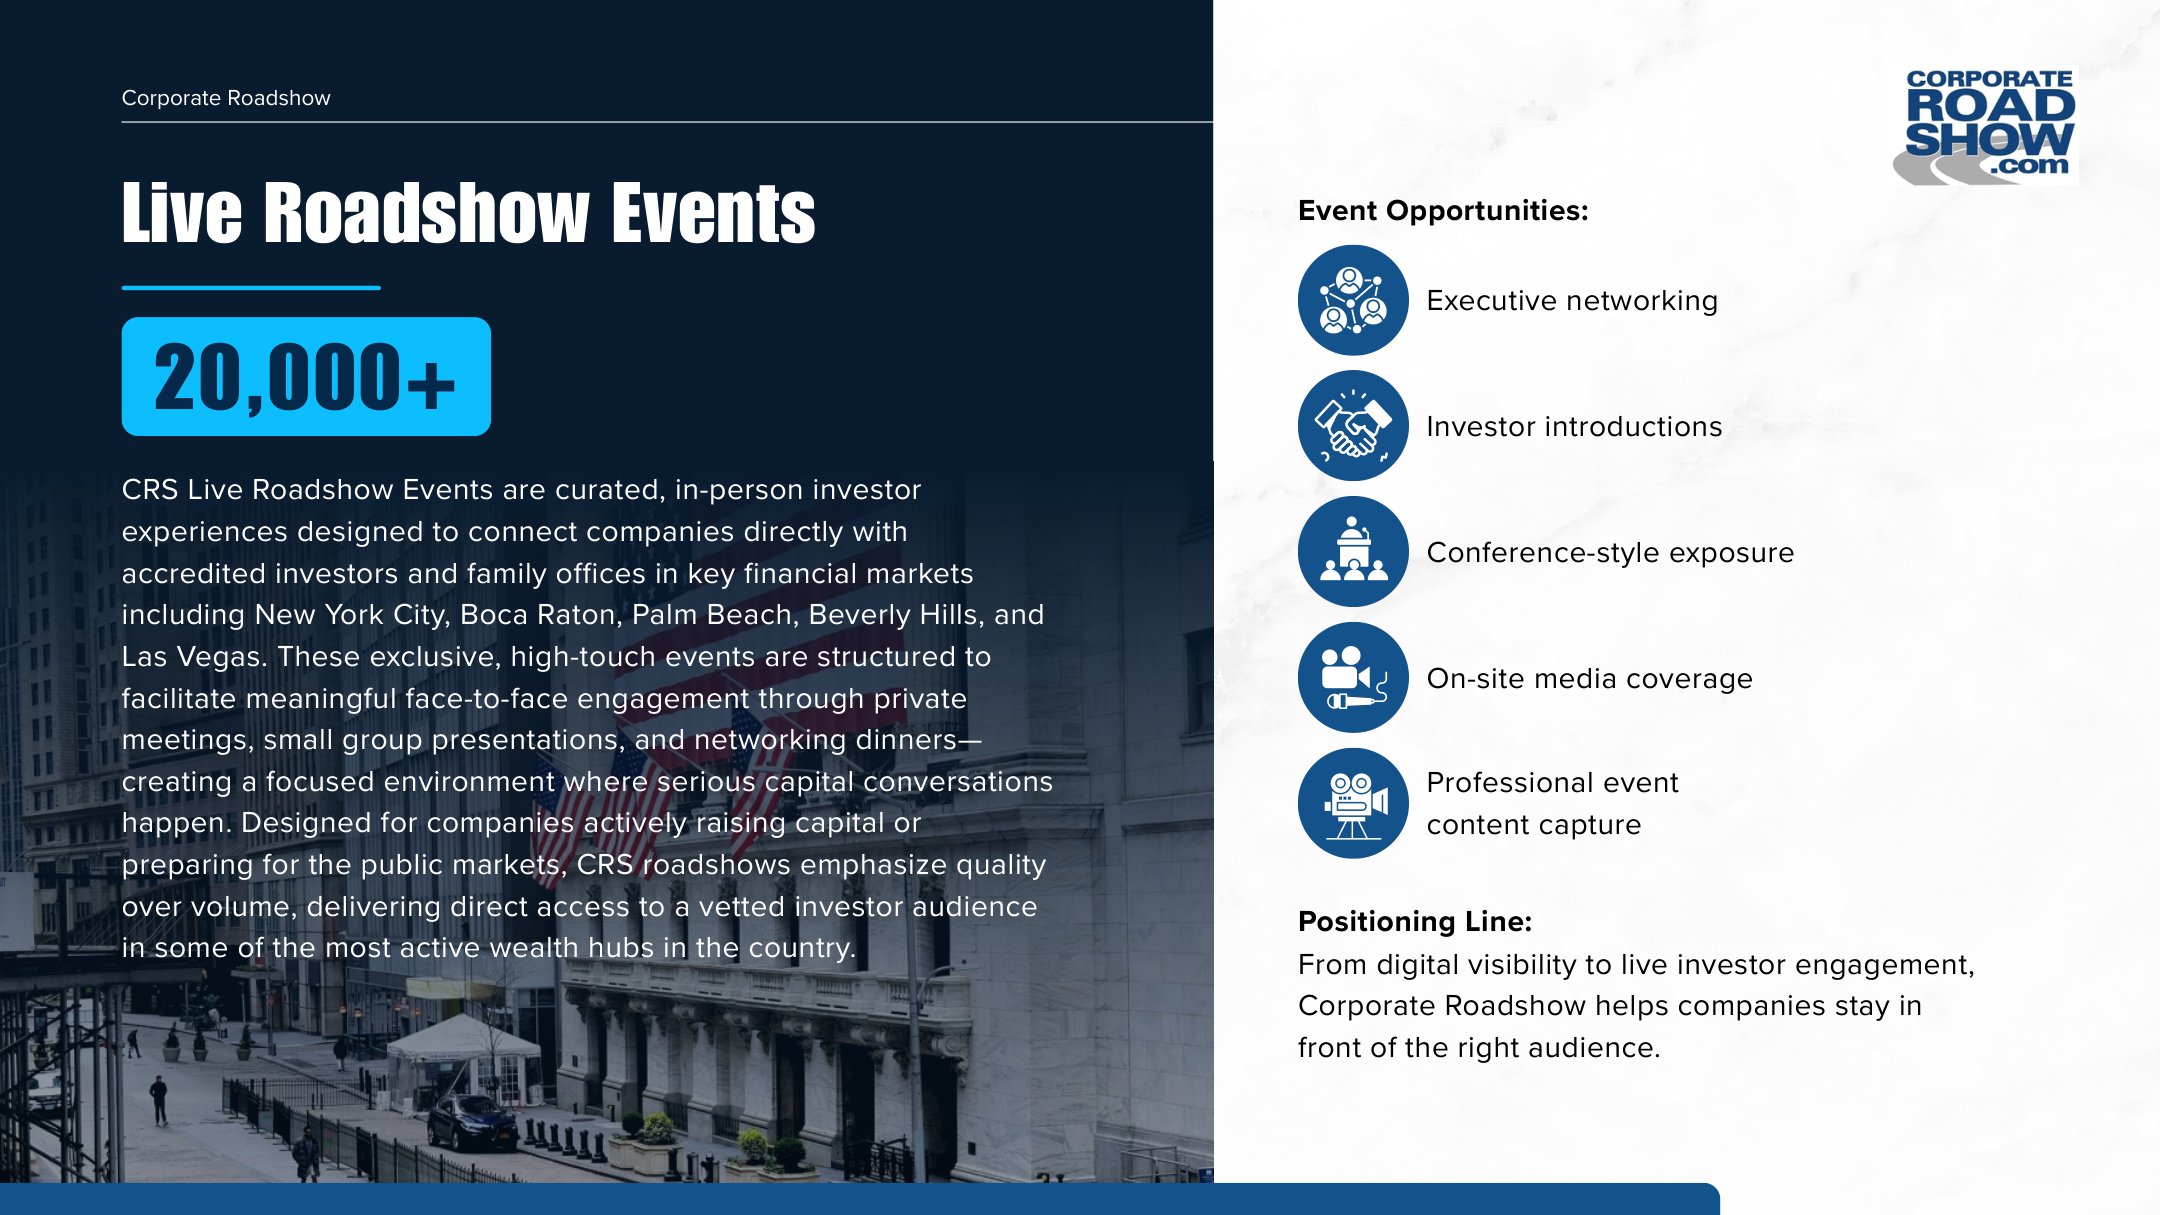 Corporate Roadshow
Live Roadshow Events
20,000+
CRS Live Roadshow Events are curated, in-person investor
experiences designed to connect companies directly with
accredited investors and family offices in key financial markets
including New York City, Boca Raton, Palm Beach, Beverly Hills, and
Las Vegas. These exclusive, high-touch events are structured to
facilitate meaningful face-to-face engagement through private
meetings, small group presentations, and networking dinners—
creating a focused environment where serious capital conversations
happen. Designed for companies actively raising capital or
preparing for the public markets, CRS roadshows emphasize quality
over volume, delivering direct access to a vetted investor audience
in some of the most active wealth hubs in the country.
CORPORATE
ROAD
SHOW
.com
Event Opportunities:
Executive networking
Investor introductions
Conference-style exposure
On-site media coverage
Professional event
content capture
Positioning Line:
From digital visibility to live investor engagement,
Corporate Roadshow helps companies stay in
front of the right audience.